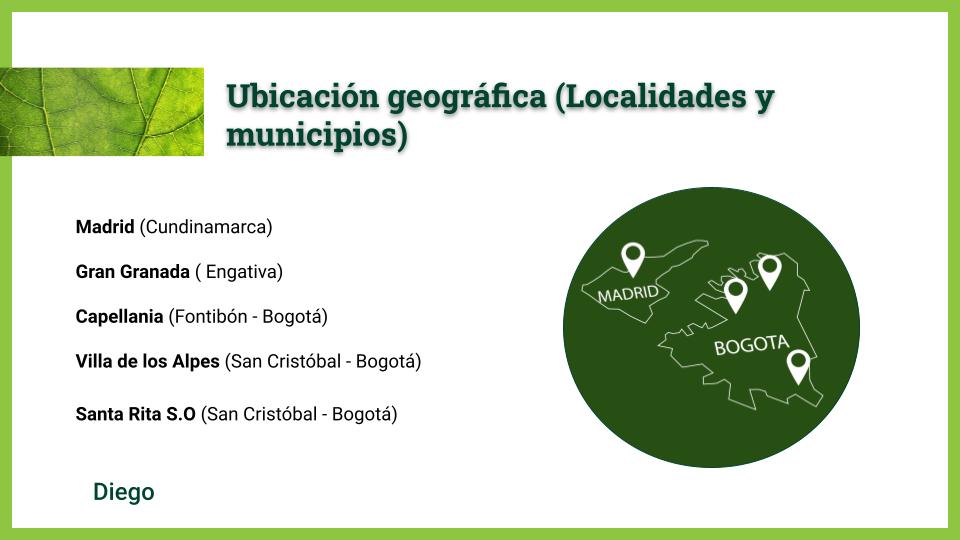 Ubicación geográfica (Localidades y
municipios)
Madrid (Cundinamarca)
Gran Granada ( Engativa)
Capellania (Fontibón - Bogotá)
Villa de los Alpes (San Cristóbal - Bogotá)
Santa Rita S.O (San Cristóbal - Bogotá)
MADRID
BOGOTA
Diego